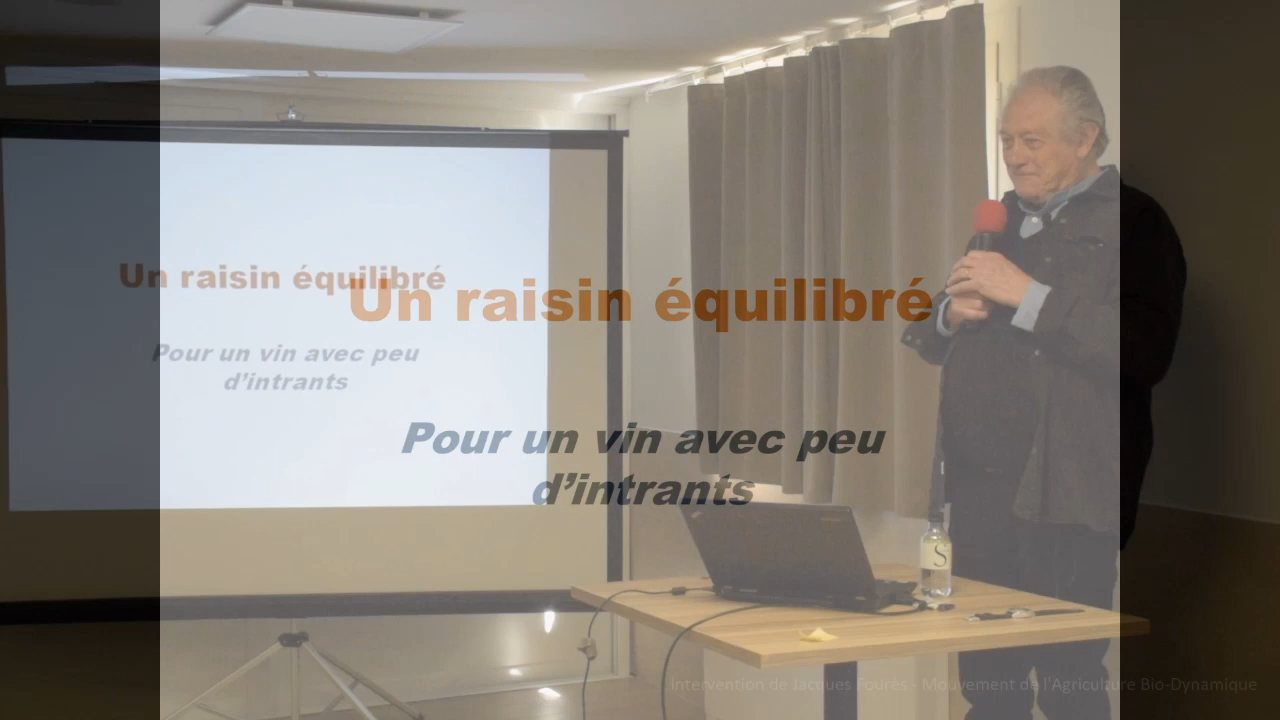 Un raisin équilibré
Pour un vin avec peu
d'intrants
Un raisin équilibré
Pour un vin avec peu
d’intrants
S
Intervention de Jacques Fourès - Mouvement de l'Agriculture Bio-Dynamique